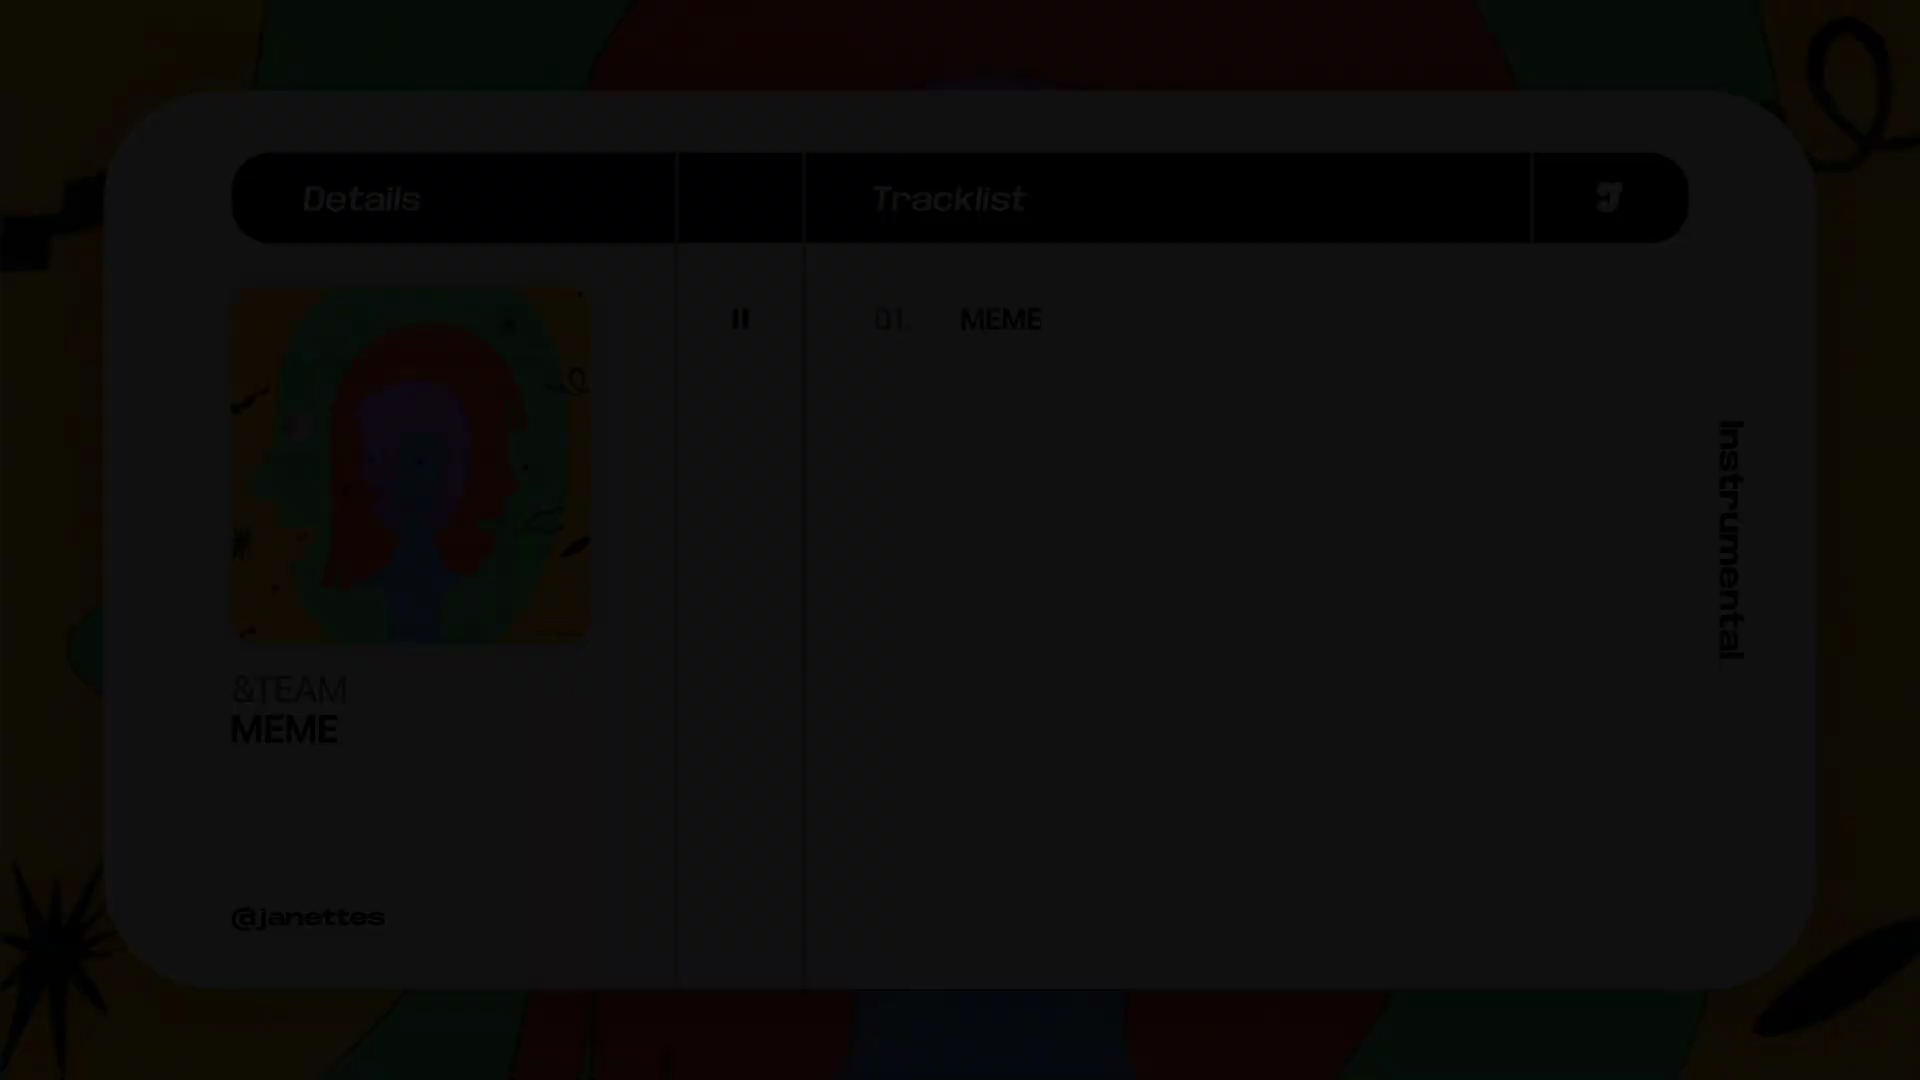 Details
Tracklist
J
01. MEME
Instrumental
&TEAM
MEME
@janettes